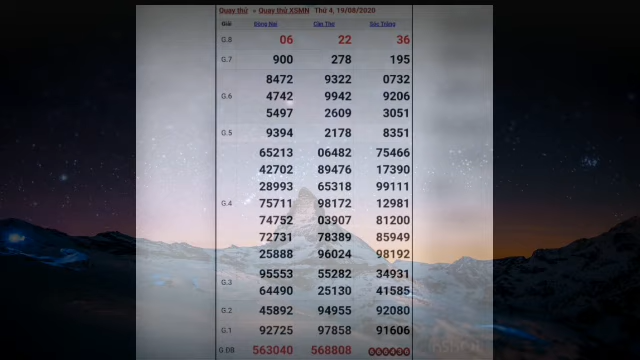 Quay thử » Quay thử XSMN Thứ 4, 19/08/2020
Giải Đồng Nai Cần Thơ Sóc Trăng
G.8 06 22 36
G.7 900 278 195
8472 9322 0732
G.6 4742 9942 9206
5497 2609 3051
G.5 9394 2178 8351
65213 06482 75466
42702 89476 17390
28993 65318 99111
G.4 75711 98172 12981
74752 03907 81200
72731 78389 85949
25888 96024 98192
95553 55282 34931
G.3
64490 25130 41585
G.2 45892 94955 92080
G.1 92725 97858 91606
G.ĐB 563040 568808